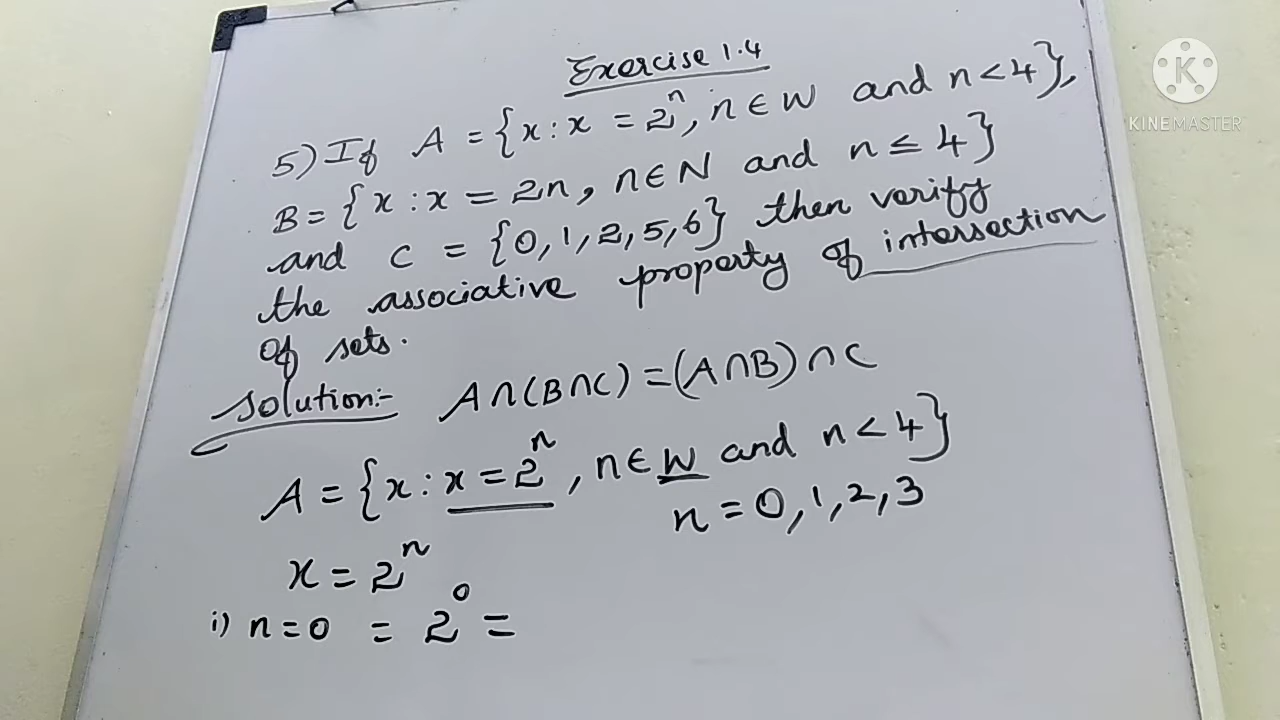 Exercise 1.4
5) If A = {x : x = 2ⁿ, n ∈ W and n < 4},
B = {x : x = 2n, n ∈ N and n ≤ 4}
and C = {0, 1, 2, 5, 6} then verify
the associative property of intersection
of sets.
Solution:- A∩(B∩C) = (A∩B)∩C
A = {x : x = 2ⁿ, n ∈ W and n < 4}
n = 0, 1, 2, 3
x = 2ⁿ
i) n = 0 = 2⁰ =
KINEMASTER